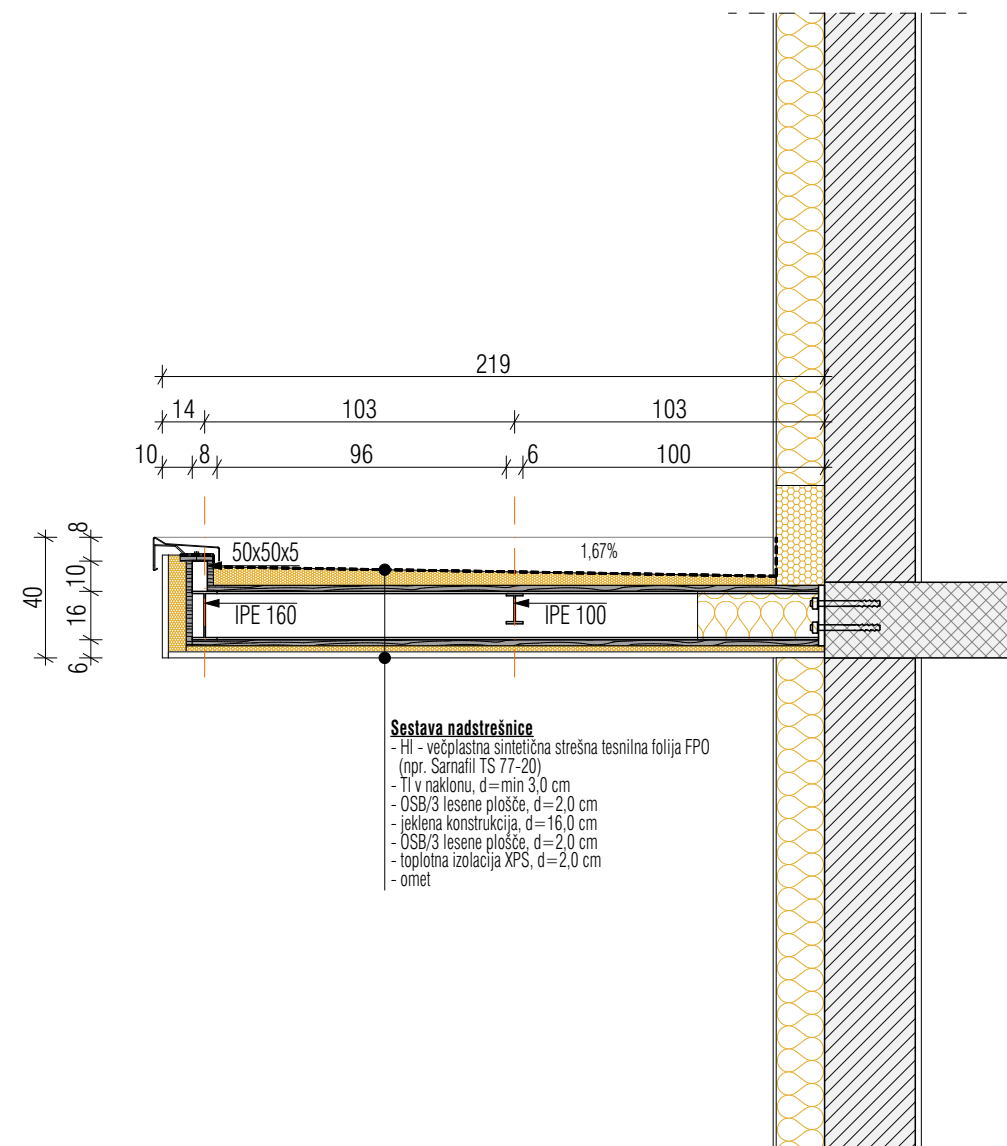 219
14 103 103
10 8 96 6 100
8
10
16
6
40
50x50x5
1,67%
IPE 160
IPE 100
Sestava nadstrešnice
- HI - večplastna sintetična strešna tesnilna folija FPO
(npr. Sarnafil TS 77-20)
- TI v naklonu, d=min 3,0 cm
- OSB/3 lesene plošče, d=2,0 cm
- jeklena konstrukcija, d=16,0 cm
- OSB/3 lesene plošče, d=2,0 cm
- toplotna izolacija XPS, d=2,0 cm
- omet